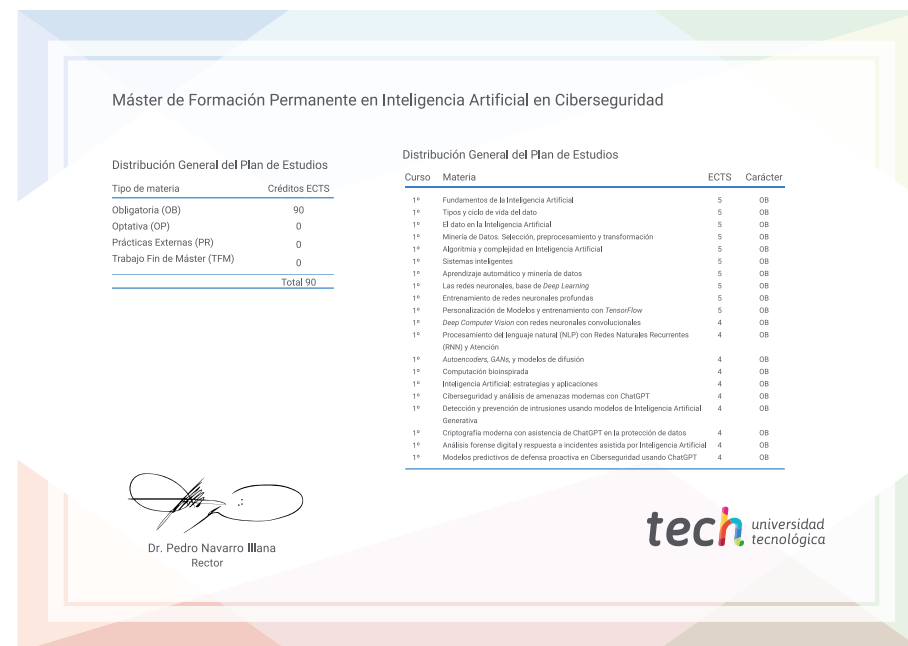 Máster de Formación Permanente en Inteligencia Artificial en Ciberseguridad
Distribución General del Plan de Estudios
Tipo de materia Créditos ECTS
Obligatoria (OB) 90
Optativa (OP) 0
Prácticas Externas (PR) 0
Trabajo Fin de Máster (TFM) 0
Total 90
Distribución General del Plan de Estudios
Curso Materia ECTS Carácter
1º Fundamentos de la Inteligencia Artificial 5 OB
1º Tipos y ciclo de vida del dato 5 OB
1º El dato en la Inteligencia Artificial 5 OB
1º Minería de Datos. Selección, preprocesamiento y transformación 5 OB
1º Algoritmia y complejidad en Inteligencia Artificial 5 OB
1º Sistemas inteligentes 5 OB
1º Aprendizaje automático y minería de datos 5 OB
1º Las redes neuronales, base de Deep Learning 5 OB
1º Entrenamiento de redes neuronales profundas 5 OB
1º Personalización de Modelos y entrenamiento con TensorFlow 5 OB
1º Deep Computer Vision con redes neuronales convolucionales 4 OB
1º Procesamiento del lenguaje natural (NLP) con Redes Naturales Recurrentes 4 OB
(RNN) y Atención
1º Autoencoders, GANs, y modelos de difusión 4 OB
1º Computación bioinspirada 4 OB
1º Inteligencia Artificial: estrategias y aplicaciones 4 OB
1º Ciberseguridad y análisis de amenazas modernas con ChatGPT 4 OB
1º Detección y prevención de intrusiones usando modelos de Inteligencia Artificial 4 OB
Generativa
1º Criptografía moderna con asistencia de ChatGPT en la protección de datos 4 OB
1º Análisis forense digital y respuesta a incidentes asistida por Inteligencia Artificial 4 OB
1º Modelos predictivos de defensa proactiva en Ciberseguridad usando ChatGPT 4 OB
Dr. Pedro Navarro Illana
Rector
tech universidad
tecnológica